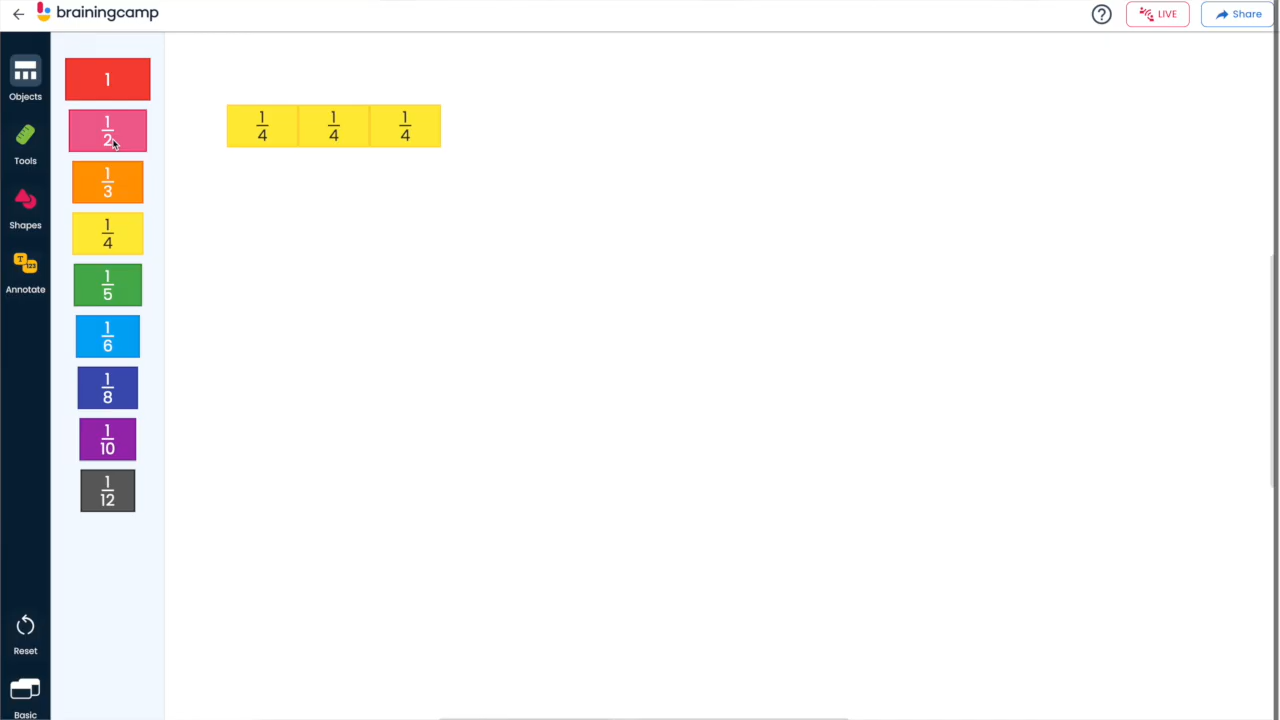 brainingcamp
LIVE
Share
Objects
Tools
Shapes
T
123
Annotate
Reset
Basic
1
1/2
1/3
1/4
1/5
1/6
1/8
1/10
1/12
1/4 1/4 1/4